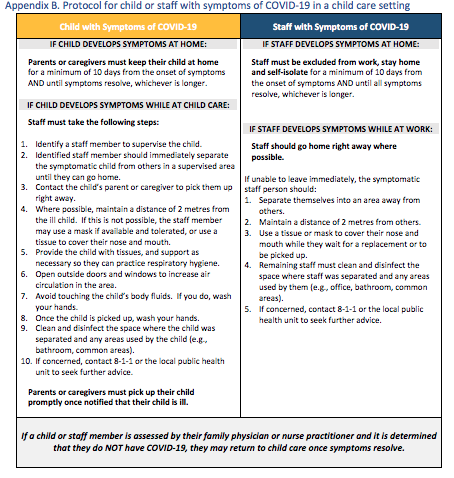 Appendix B. Protocol for child or staff with symptoms of COVID-19 in a child care setting
Child with Symptoms of COVID-19
IF CHILD DEVELOPS SYMPTOMS AT HOME:
Parents or caregivers must keep their child at home
for a minimum of 10 days from the onset of symptoms
AND until symptoms resolve, whichever is longer.
IF CHILD DEVELOPS SYMPTOMS WHILE AT CHILD CARE:
Staff must take the following steps:
1. Identify a staff member to supervise the child.
2. Identified staff member should immediately separate
the symptomatic child from others in a supervised area
until they can go home.
3. Contact the child's parent or caregiver to pick them up
right away.
4. Where possible, maintain a distance of 2 metres from
the ill child. If this is not possible, the staff member
may use a mask if available and tolerated, or use a
tissue to cover their nose and mouth.
5. Provide the child with tissues, and support as
necessary so they can practice respiratory hygiene.
6. Open outside doors and windows to increase air
circulation in the area.
7. Avoid touching the child's body fluids. If you do, wash
your hands.
8. Once the child is picked up, wash your hands.
9. Clean and disinfect the space where the child was
separated and any areas used by the child (e.g.,
bathroom, common areas).
10. If concerned, contact 8-1-1 or the local public health
unit to seek further advice.
Parents or caregivers must pick up their child
promptly once notified that their child is ill.
Staff with Symptoms of COVID-19
IF STAFF DEVELOPS SYMPTOMS AT HOME:
Staff must be excluded from work, stay home
and self-isolate for a minimum of 10 days from
the onset of symptoms AND until all symptoms
resolve, whichever is longer.
IF STAFF DEVELOPS SYMPTOMS WHILE AT WORK:
Staff should go home right away where
possible.
If unable to leave immediately, the symptomatic
staff person should:
1. Separate themselves into an area away from
others.
2. Maintain a distance of 2 metres from others.
3. Use a tissue or mask to cover their nose and
mouth while they wait for a replacement or to
be picked up.
4. Remaining staff must clean and disinfect the
space where staff was separated and any areas
used by them (e.g., office, bathroom, common
areas).
5. If concerned, contact 8-1-1 or the local public
health unit to seek further advice.
If a child or staff member is assessed by their family physician or nurse practitioner and it is determined
that they do NOT have COVID-19, they may return to child care once symptoms resolve.